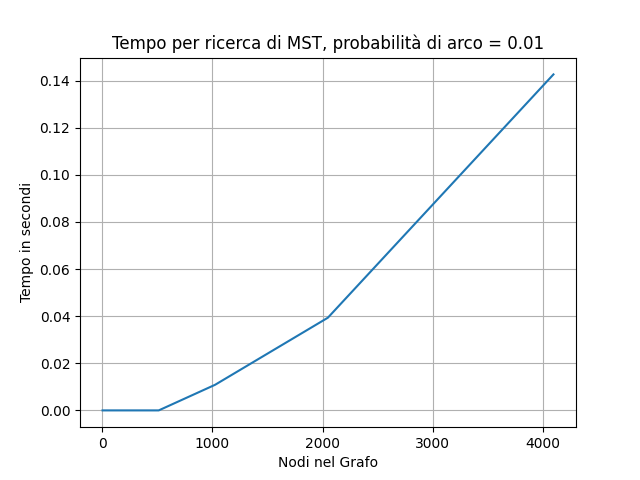 Tempo per ricerca di MST, probabilità di arco = 0.01
0.14
0.12
0.10
0.08
0.06
0.04
0.02
0.00
Tempo in secondi
0 1000 2000 3000 4000
Nodi nel Grafo